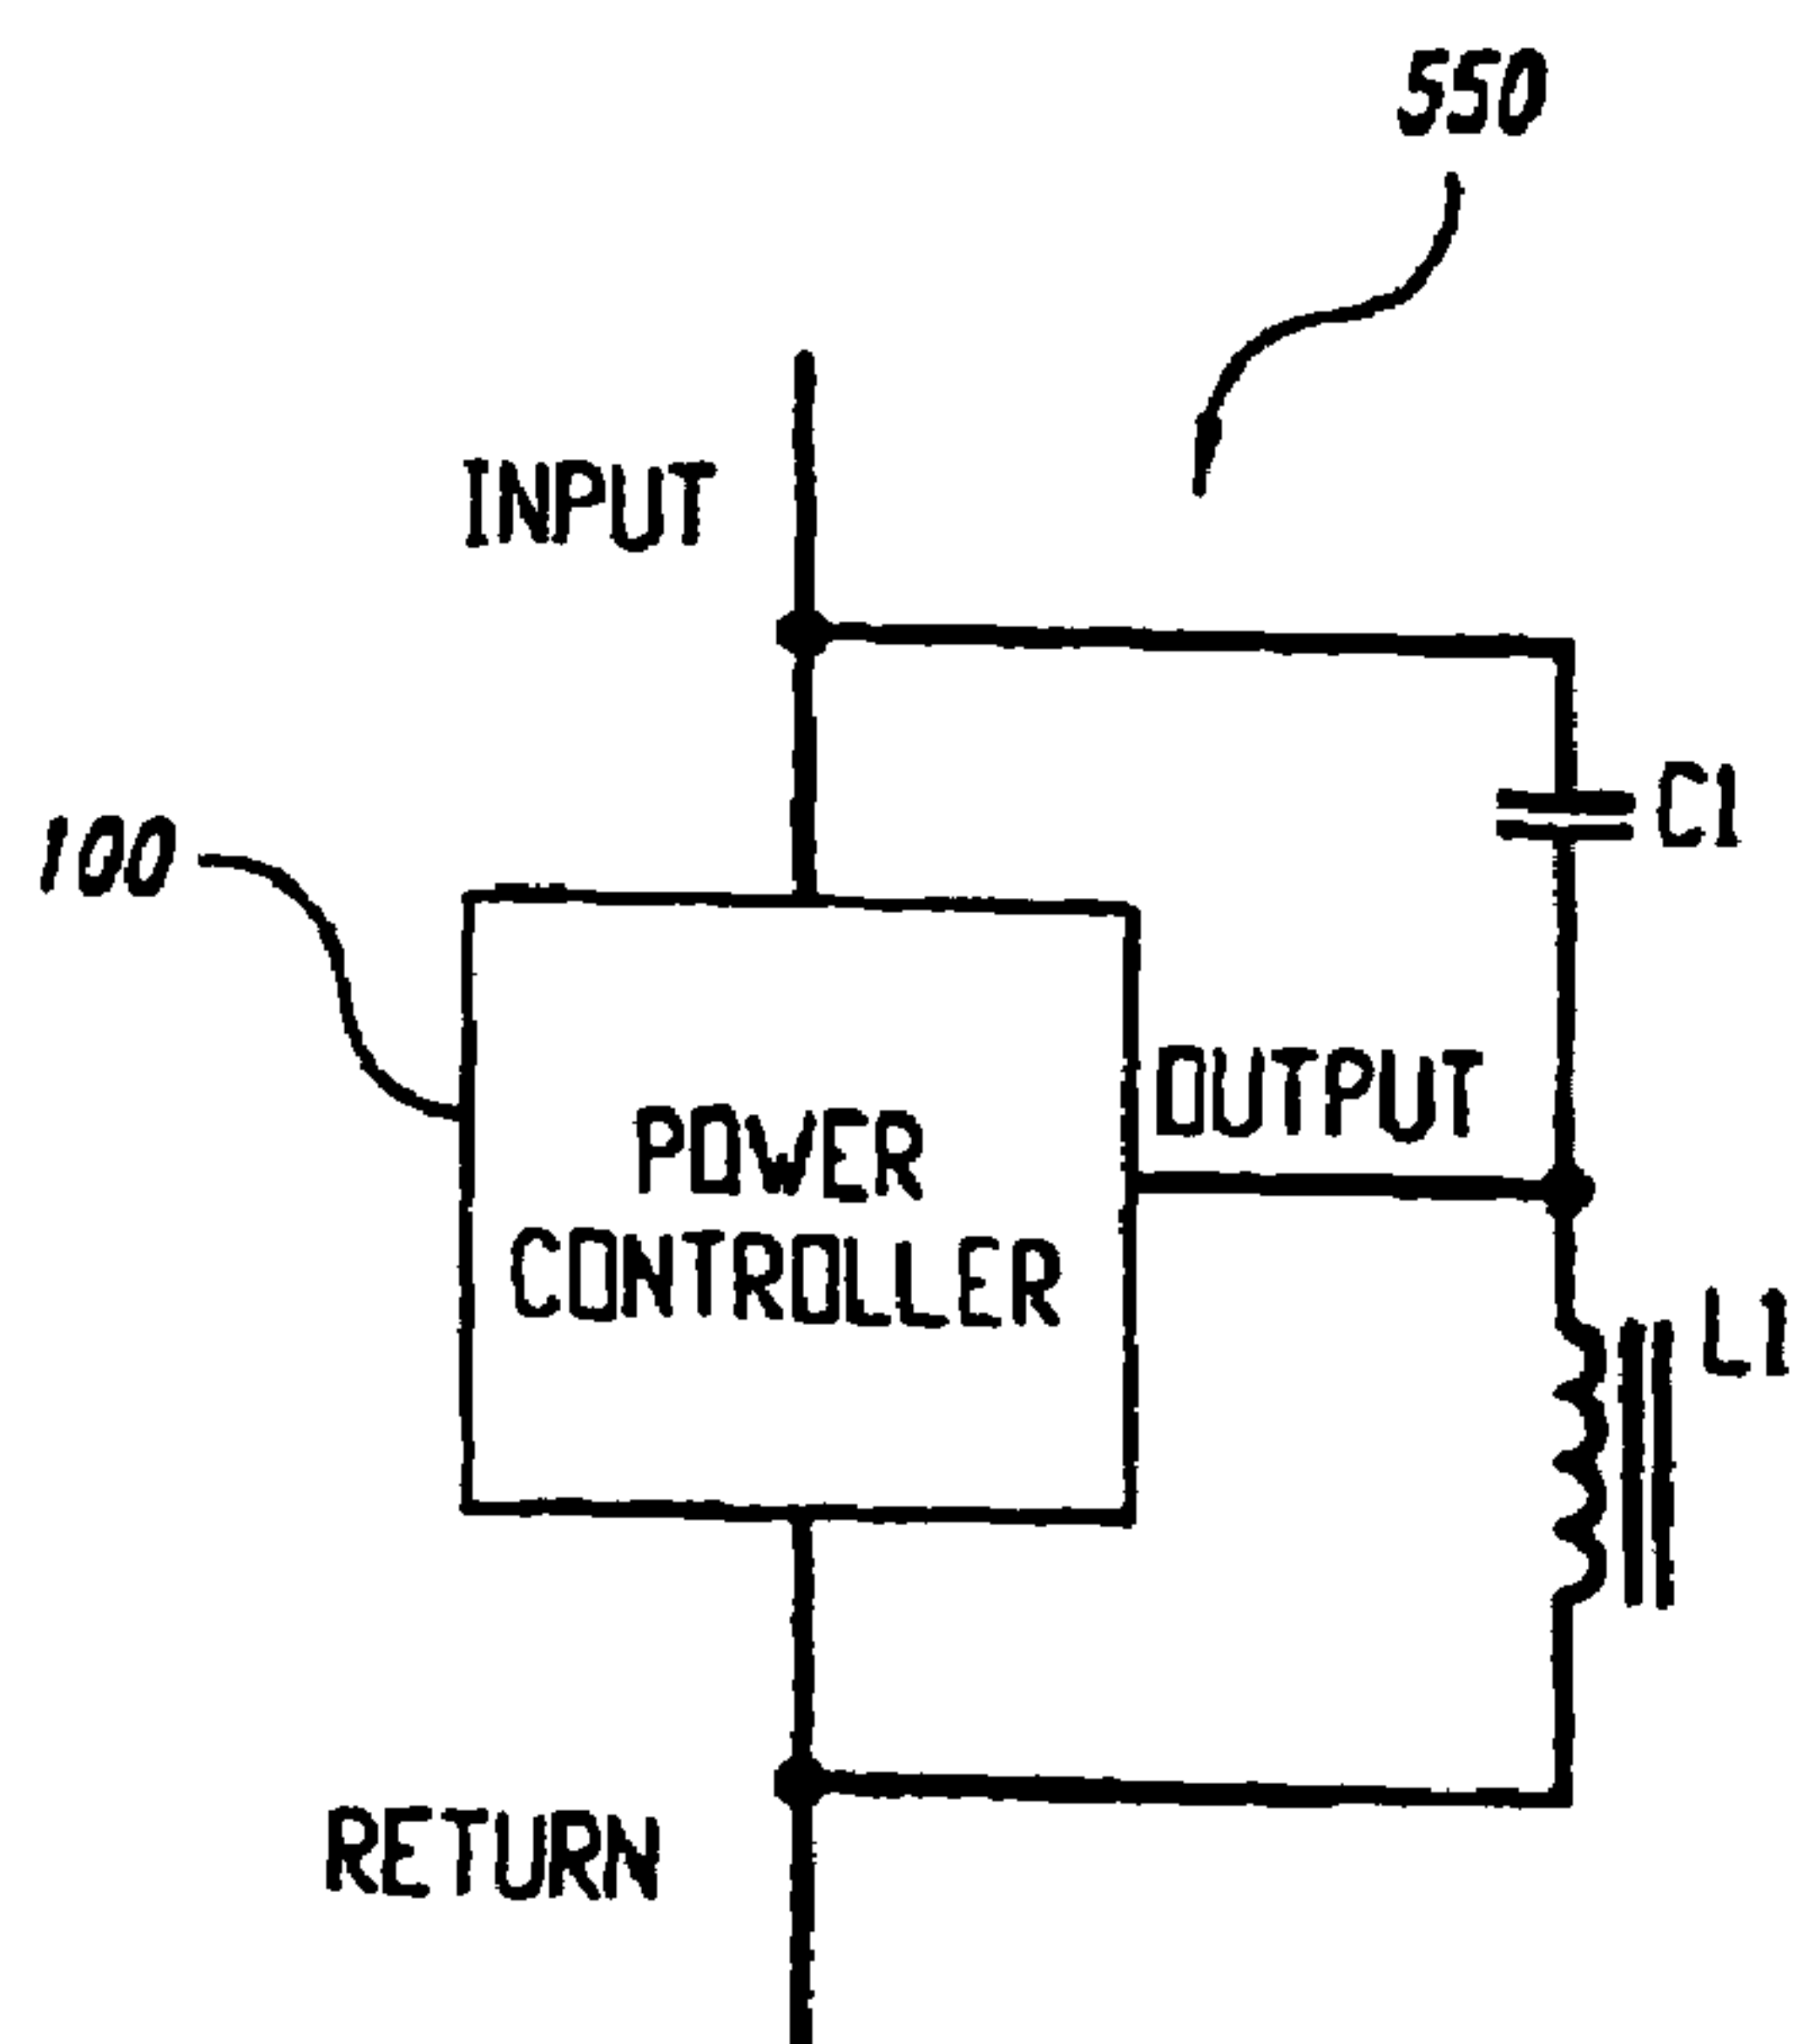 550
INPUT
C1
100
OUTPUT
POWER
CONTROLLER
L1
RETURN